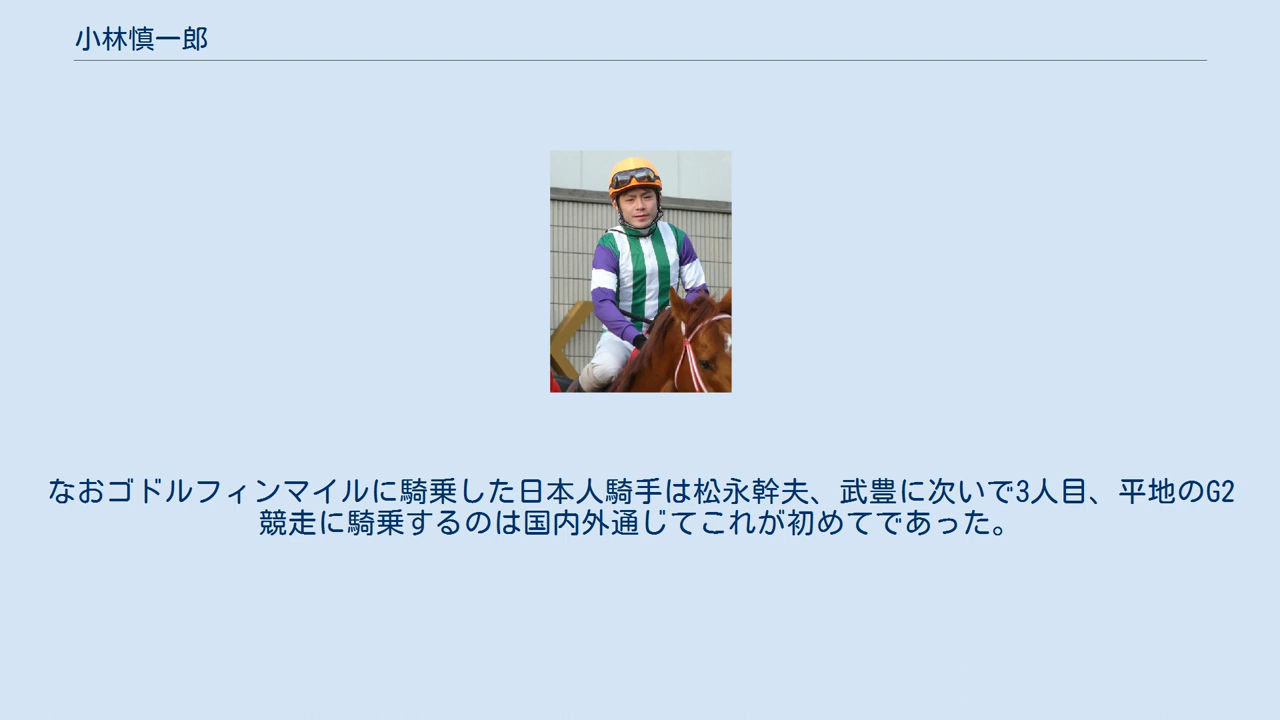 小林慎一郎
なおゴドルフィンマイルに騎乗した日本人騎手は松永幹夫、武豊に次いで3人目、平地のG2
競走に騎乗するのは国内外通じてこれが初めてであった。